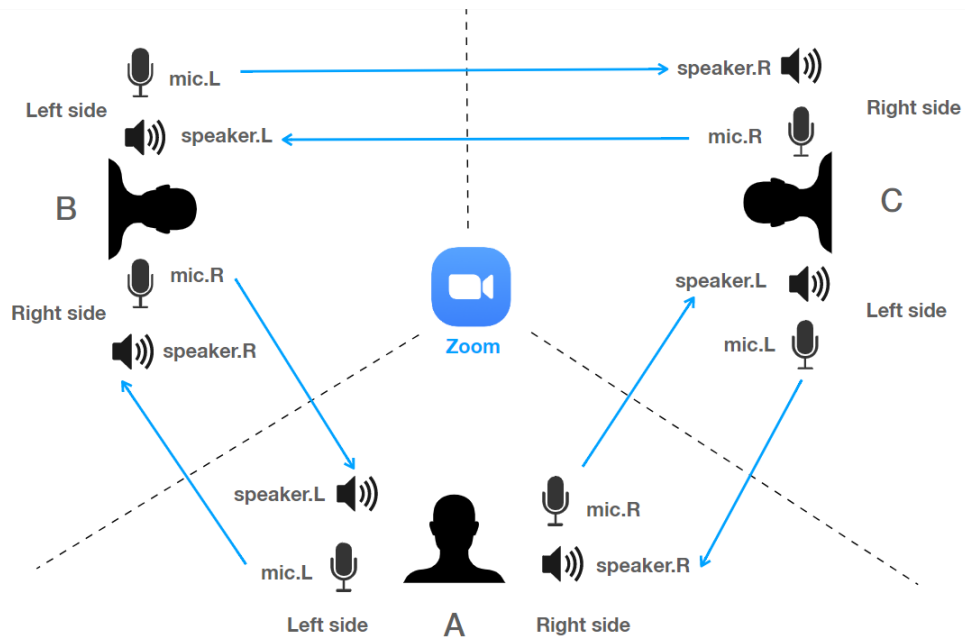 mic.L
speaker.R
Left side
Right side
speaker.L
mic.R
B
C
mic.R
speaker.L
Right side
Left side
speaker.R
Zoom
mic.L
speaker.L
mic.R
mic.L
speaker.R
Left side
A
Right side